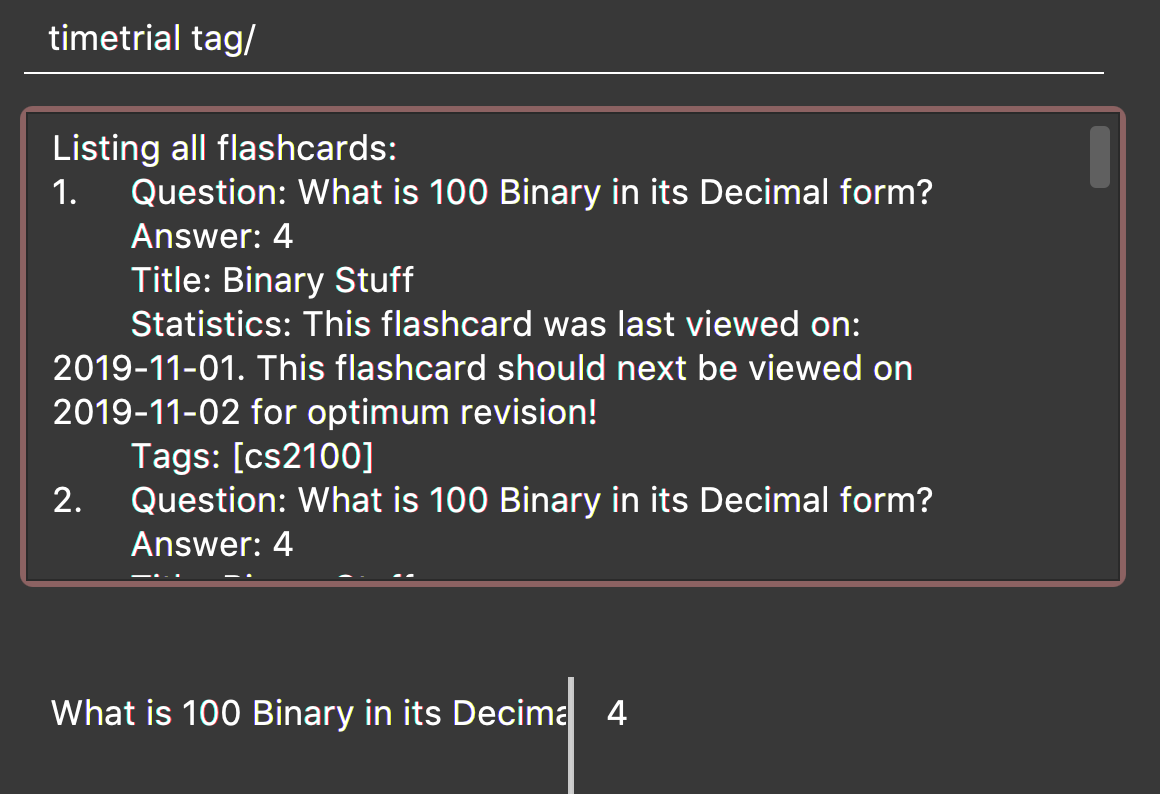 timetrial tag/
Listing all flashcards:
1. Question: What is 100 Binary in its Decimal form?
Answer: 4
Title: Binary Stuff
Statistics: This flashcard was last viewed on:
2019-11-01. This flashcard should next be viewed on
2019-11-02 for optimum revision!
Tags: [cs2100]
2. Question: What is 100 Binary in its Decimal form?
Answer: 4
Title: Binary Stuff
What is 100 Binary in its Decima
4